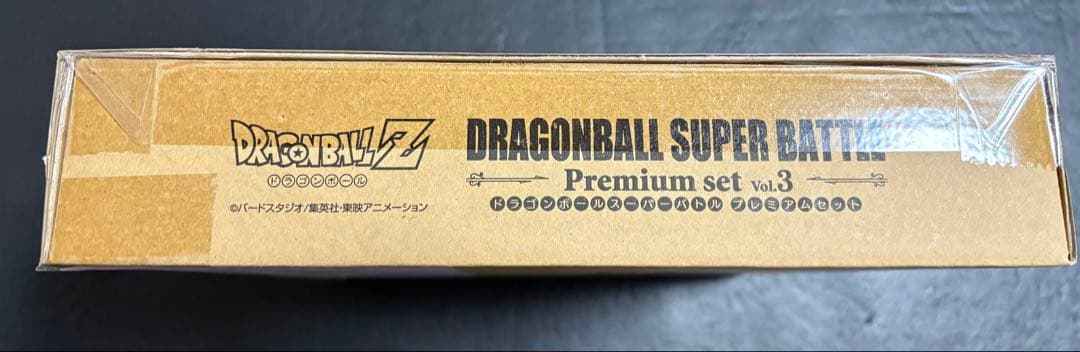 DRAGONBALL Z
ドラゴンボール
©バードスタジオ/集英社・東映アニメーション
DRAGONBALL SUPER BATTLE
Premium set Vol.3
ドラゴンボールスーパーバトル プレミアムセット